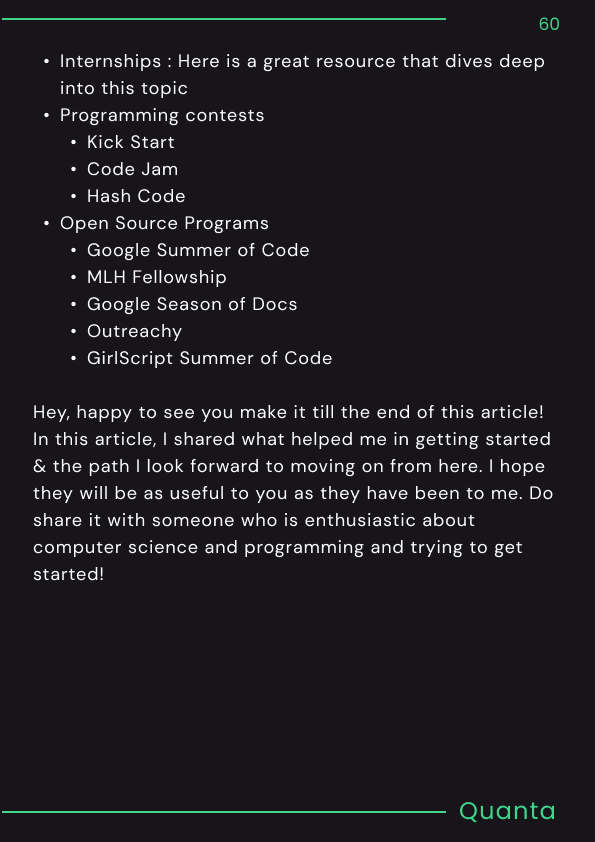 60
• Internships : Here is a great resource that dives deep
into this topic
• Programming contests
• Kick Start
• Code Jam
• Hash Code
• Open Source Programs
• Google Summer of Code
• MLH Fellowship
• Google Season of Docs
• Outreachy
• GirlScript Summer of Code
Hey, happy to see you make it till the end of this article!
In this article, I shared what helped me in getting started
& the path I look forward to moving on from here. I hope
they will be as useful to you as they have been to me. Do
share it with someone who is enthusiastic about
computer science and programming and trying to get
started!
Quanta